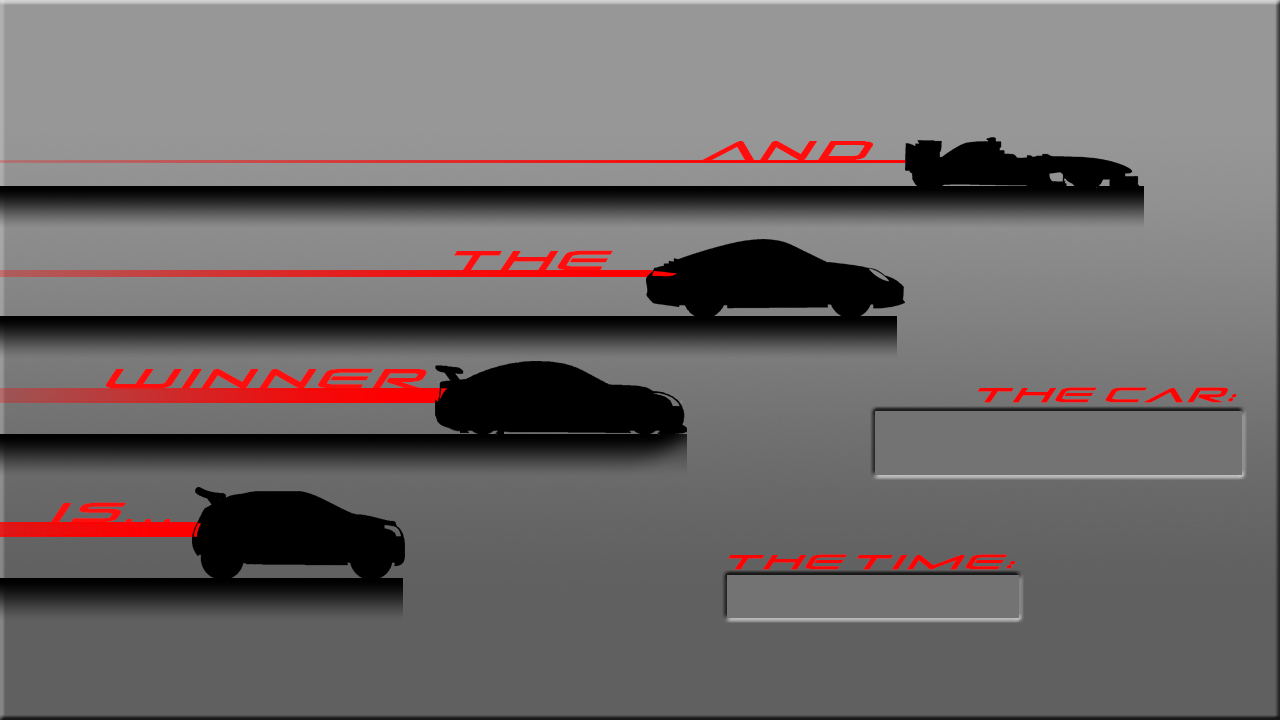 AND
THE
WINNER
THE CAR:
IS...
THE TIME: